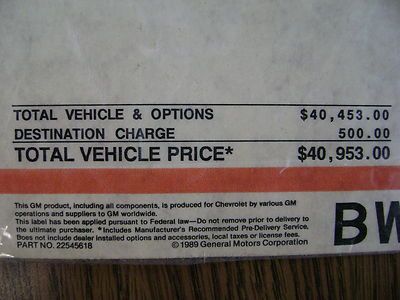 TOTAL VEHICLE & OPTIONS $40,453.00
DESTINATION CHARGE 500.00
TOTAL VEHICLE PRICE* $40,953.00
This GM product, including all components, is produced for Chevrolet by various GM
operations and suppliers to GM worldwide.
This label has been applied pursuant to Federal law—Do not remove prior to delivery to
the ultimate purchaser. *Includes Manufacturer's Recommended Pre-Delivery Service.
Does not include dealer installed options and accessories, local taxes or license fees.
PART NO. 22545618 ©1989 General Motors Corporation
BW